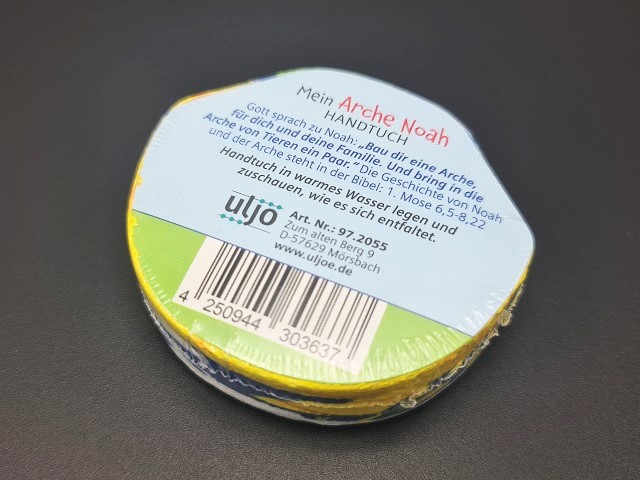 Mein Arche Noah
HANDTUCH
Gott sprach zu Noah: „Bau dir eine Arche,
für dich und deine Familie. Und bring in die
Arche von Tieren ein Paar.“ Die Geschichte von Noah
und der Arche steht in der Bibel: 1. Mose 6,5-8,22
Handtuch in warmes Wasser legen und
zuschauen, wie es sich entfaltet.
uljo
Art. Nr.: 97.2055
Zum alten Berg 9
D-57629 Mörsbach
www.uljoe.de
4 250944 303637